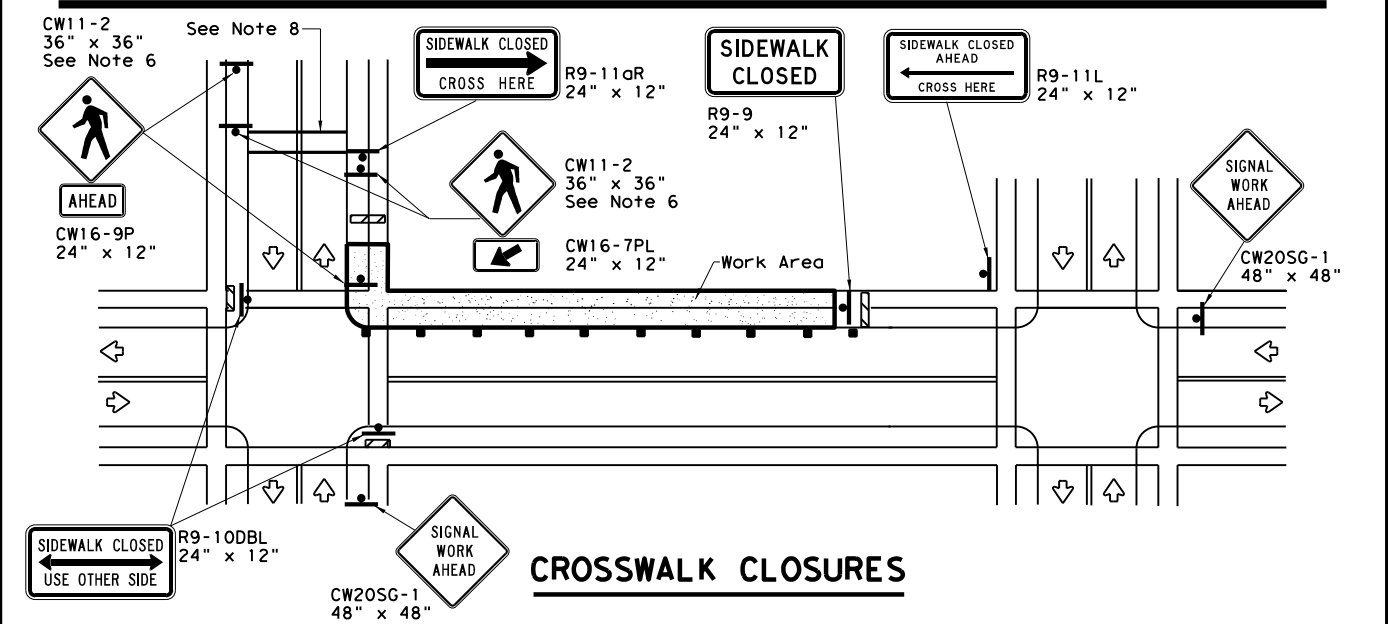 CW11-2
36" x 36"
See Note 6
See Note 8
SIDEWALK CLOSED
CROSS HERE
R9-11aR
24" x 12"
SIDEWALK
CLOSED
R9-9
24" x 12"
SIDEWALK CLOSED
AHEAD
CROSS HERE
R9-11L
24" x 12"
AHEAD
CW16-9P
24" x 12"
CW11-2
36" x 36"
See Note 6
CW16-7PL
24" x 12"
Work Area
SIGNAL
WORK
AHEAD
CW20SG-1
48" x 48"
SIDEWALK CLOSED
USE OTHER SIDE
R9-10DBL
24" x 12"
SIGNAL
WORK
AHEAD
CW20SG-1
48" x 48"
CROSSWALK CLOSURES